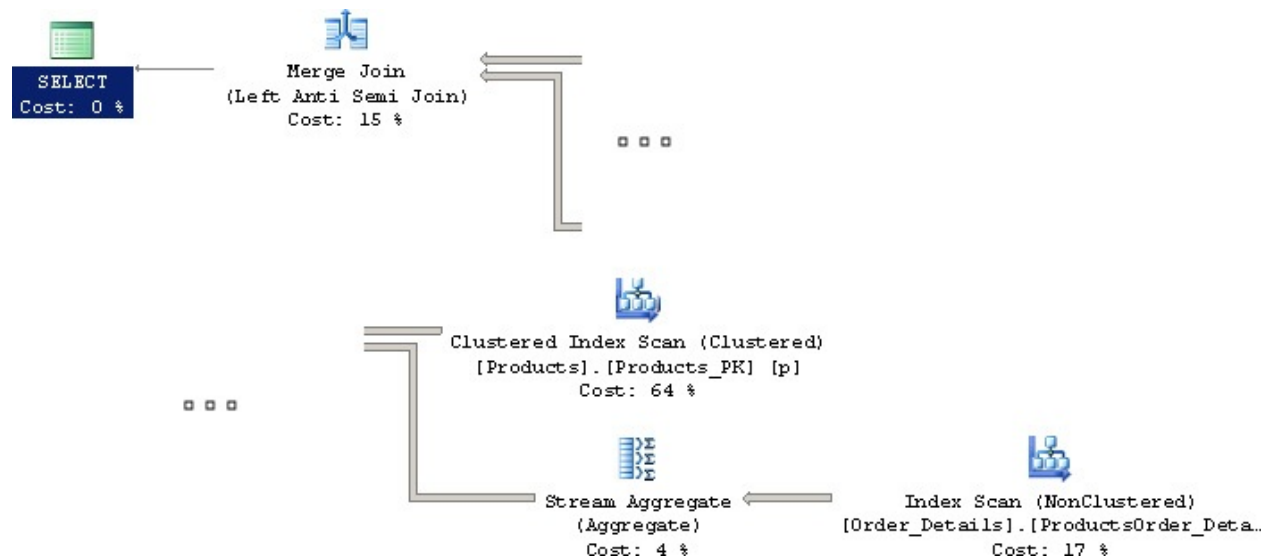 SELECT
Cost: 0 %
Merge Join
(Left Anti Semi Join)
Cost: 15 %
Clustered Index Scan (Clustered)
[Products].[Products_PK] [p]
Cost: 64 %
Stream Aggregate
(Aggregate)
Cost: 4 %
Index Scan (NonClustered)
[Order_Details].[ProductsOrder_Deta…
Cost: 17 %